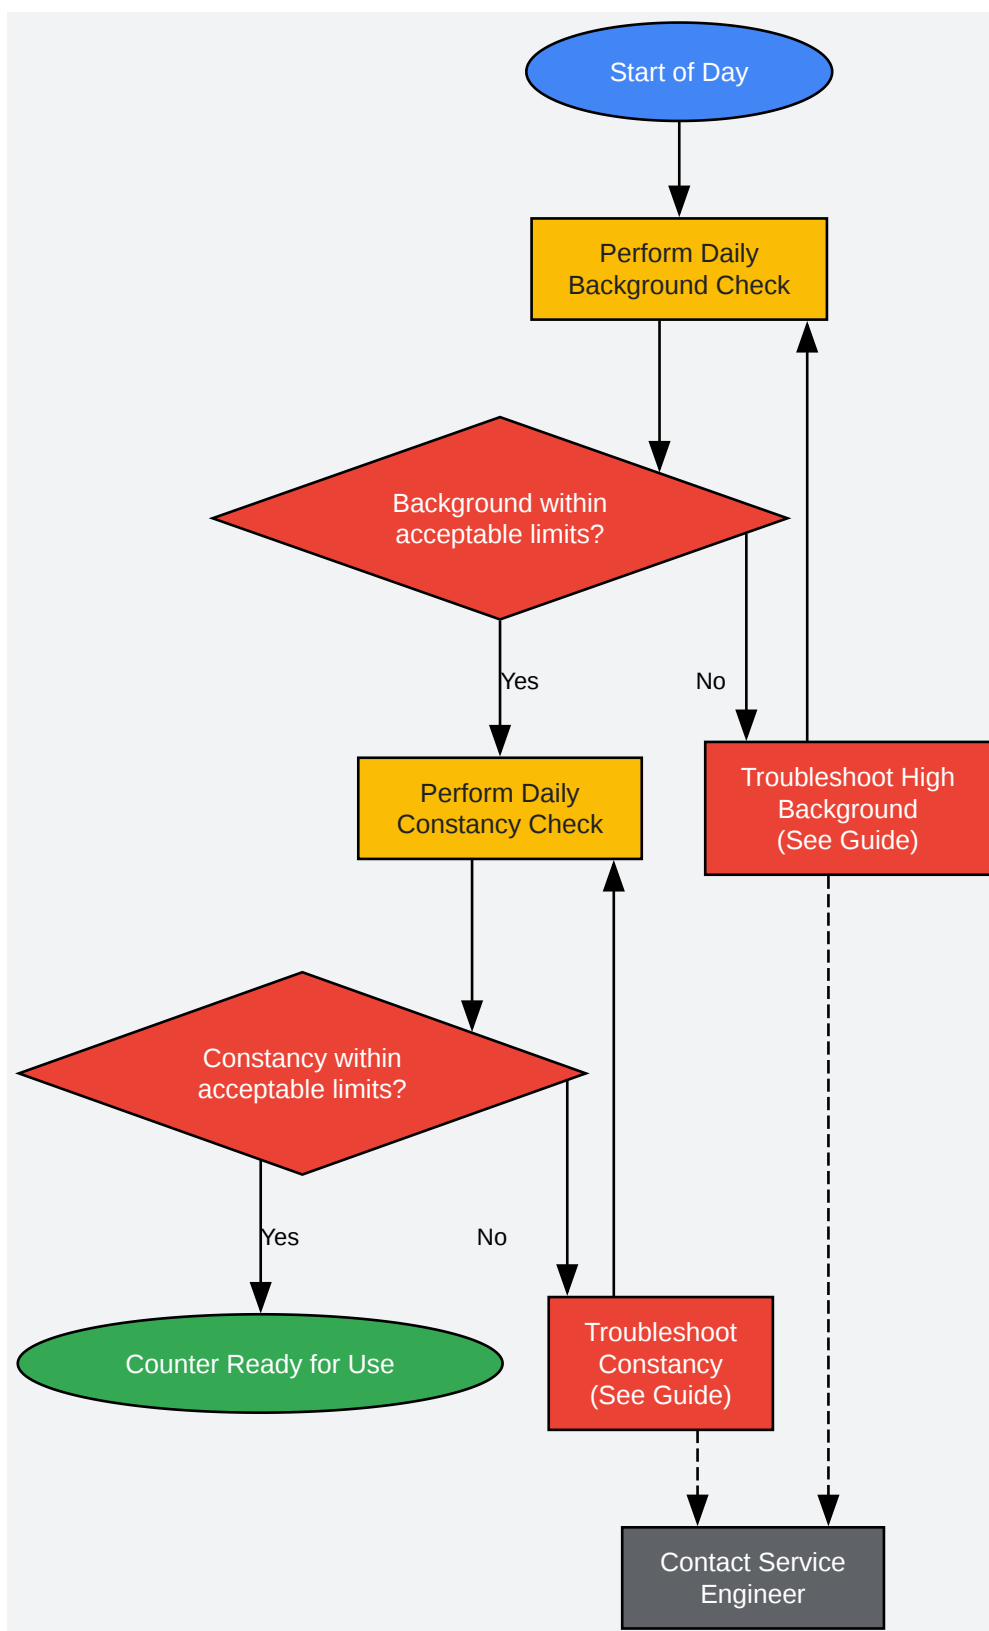 Start of Day
Perform Daily
Background Check
Background within
acceptable limits?
Yes
No
Perform Daily
Constancy Check
Troubleshoot High
Background
(See Guide)
Constancy within
acceptable limits?
Yes
No
Counter Ready for Use
Troubleshoot
Constancy
(See Guide)
Contact Service
Engineer